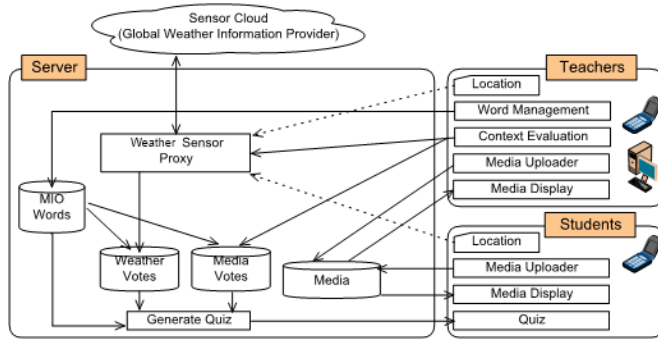 Sensor Cloud
(Global Weather Information Provider)
Server
Weather Sensor
Proxy
MIO
Words
Weather
Votes
Media
Votes
Media
Generate Quiz
Teachers
Location
Word Management
Context Evaluation
Media Uploader
Media Display
Students
Location
Media Uploader
Media Display
Quiz